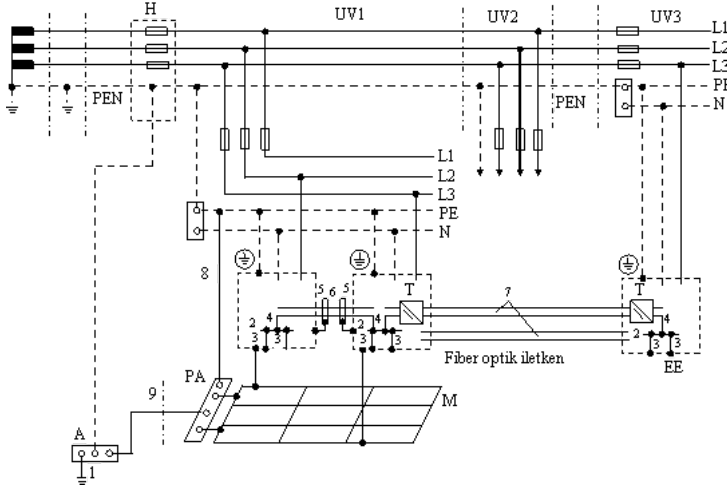 H UV1 UV2 UV3
L1
L2
L3
PEN PEN PE
N
L1
L2
L3
PE
N
8
T 7 T
5 6 5
2 4 4 4
3 3 2 3 3 2 3 3
Fiber optik iletken EE
PA
9 M
A
1